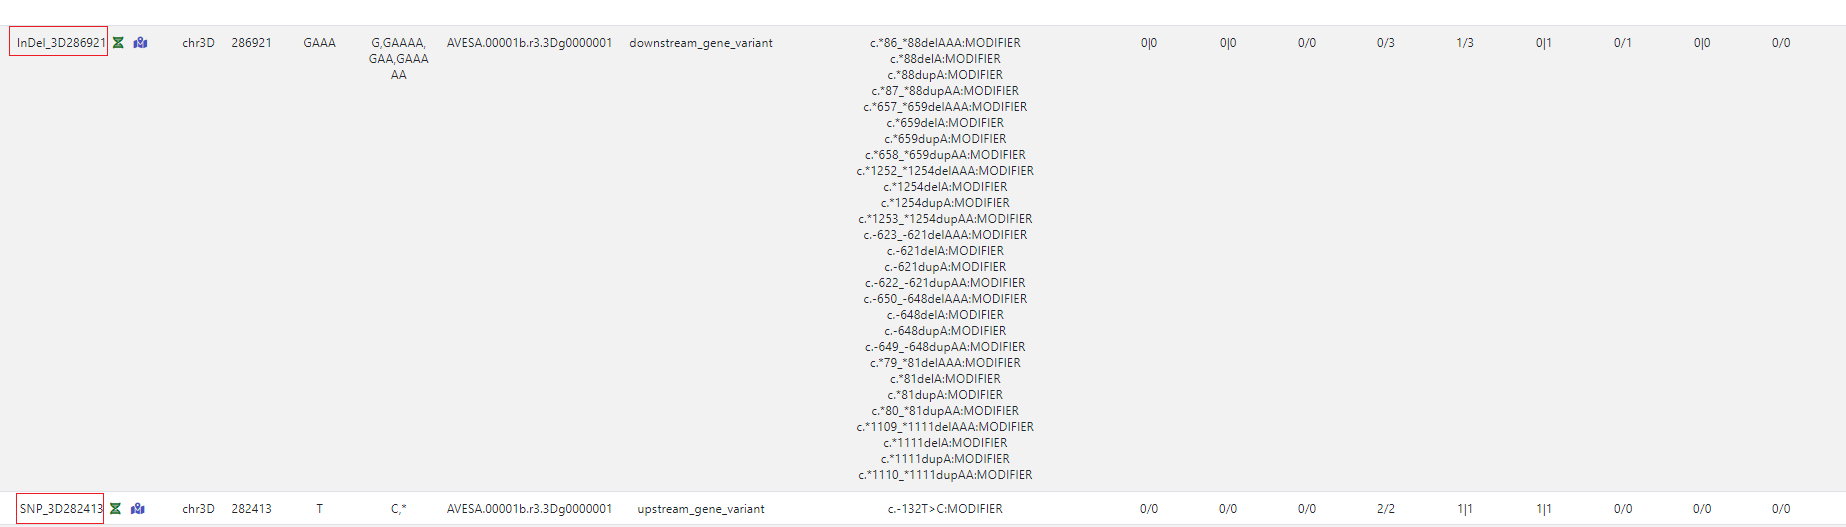 InDel_3D286921 chr3D 286921 GAAA G,GAAAA, AVESA.00001b.r3.3Dg0000001 downstream_gene_variant c.*86_*88delAAA:MODIFIER 0|0 0|0 0/0 0/3 1/3 0|1 0/1 0|0 0/0
GAA,GAAA c.*88delA:MODIFIER
AA c.*88dupA:MODIFIER
c.*87_*88dupAA:MODIFIER
c.*657_*659delAAA:MODIFIER
c.*659delA:MODIFIER
c.*659dupA:MODIFIER
c.*658_*659dupAA:MODIFIER
c.*1252_*1254delAAA:MODIFIER
c.*1254delA:MODIFIER
c.*1254dupA:MODIFIER
c.*1253_*1254dupAA:MODIFIER
c.-623_-621delAAA:MODIFIER
c.-621delA:MODIFIER
c.-621dupA:MODIFIER
c.-622_-621dupAA:MODIFIER
c.-650_-648delAAA:MODIFIER
c.-648delA:MODIFIER
c.-648dupA:MODIFIER
c.-649_-648dupAA:MODIFIER
c.*79_*81delAAA:MODIFIER
c.*81delA:MODIFIER
c.*81dupA:MODIFIER
c.*80_*81dupAA:MODIFIER
c.*1109_*1111delAAA:MODIFIER
c.*1111delA:MODIFIER
c.*1111dupA:MODIFIER
c.*1110_*1111dupAA:MODIFIER
SNP_3D282413 chr3D 282413 T C,* AVESA.00001b.r3.3Dg0000001 upstream_gene_variant c.-132T>C:MODIFIER 0/0 0/0 0/0 2/2 1|1 1|1 0/0 0/0 0/0